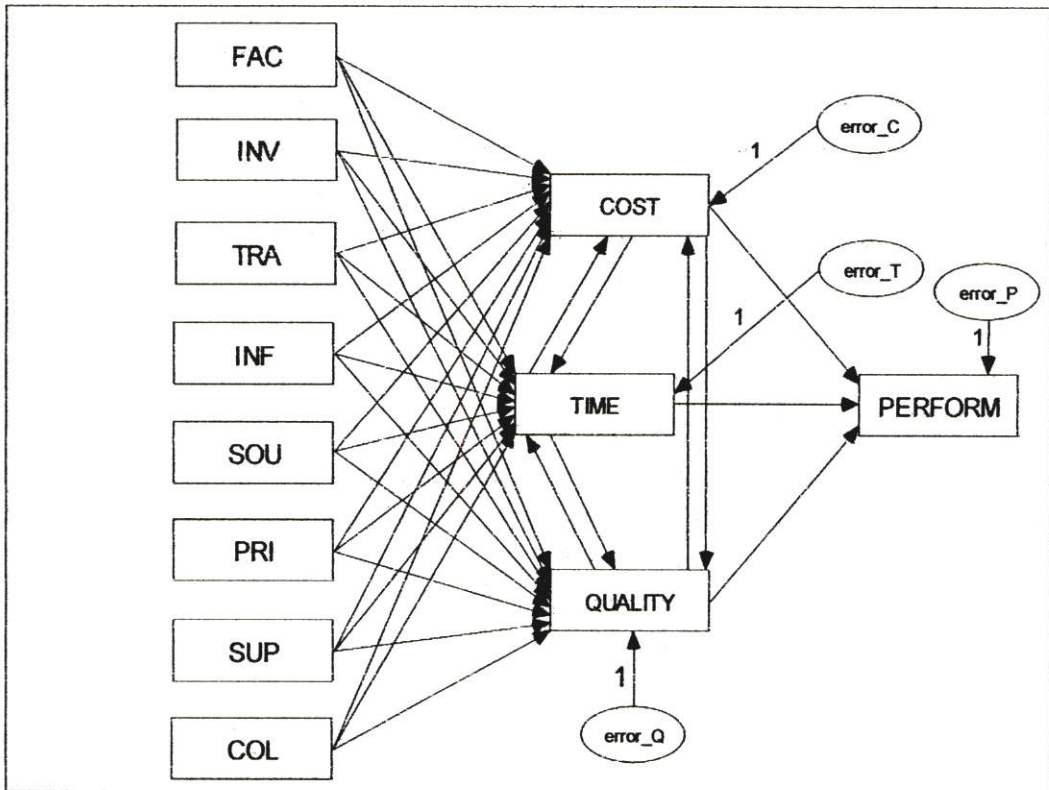 FAC
INV
TRA
INF
SOU
PRI
SUP
COL
COST
TIME
QUALITY
PERFORM
error_C
1
error_T
1
error_P
1
error_Q
1